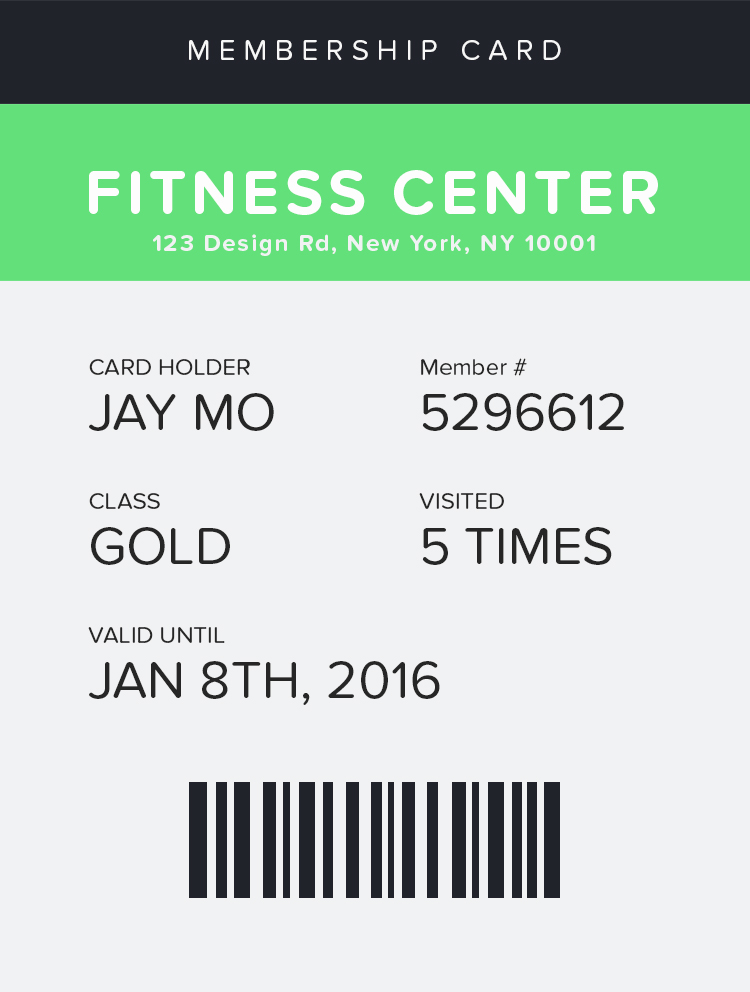 MEMBERSHIP CARD
FITNESS CENTER
123 Design Rd, New York, NY 10001
CARD HOLDER
JAY MO
Member #
5296612
CLASS
GOLD
VISITED
5 TIMES
VALID UNTIL
JAN 8TH, 2016